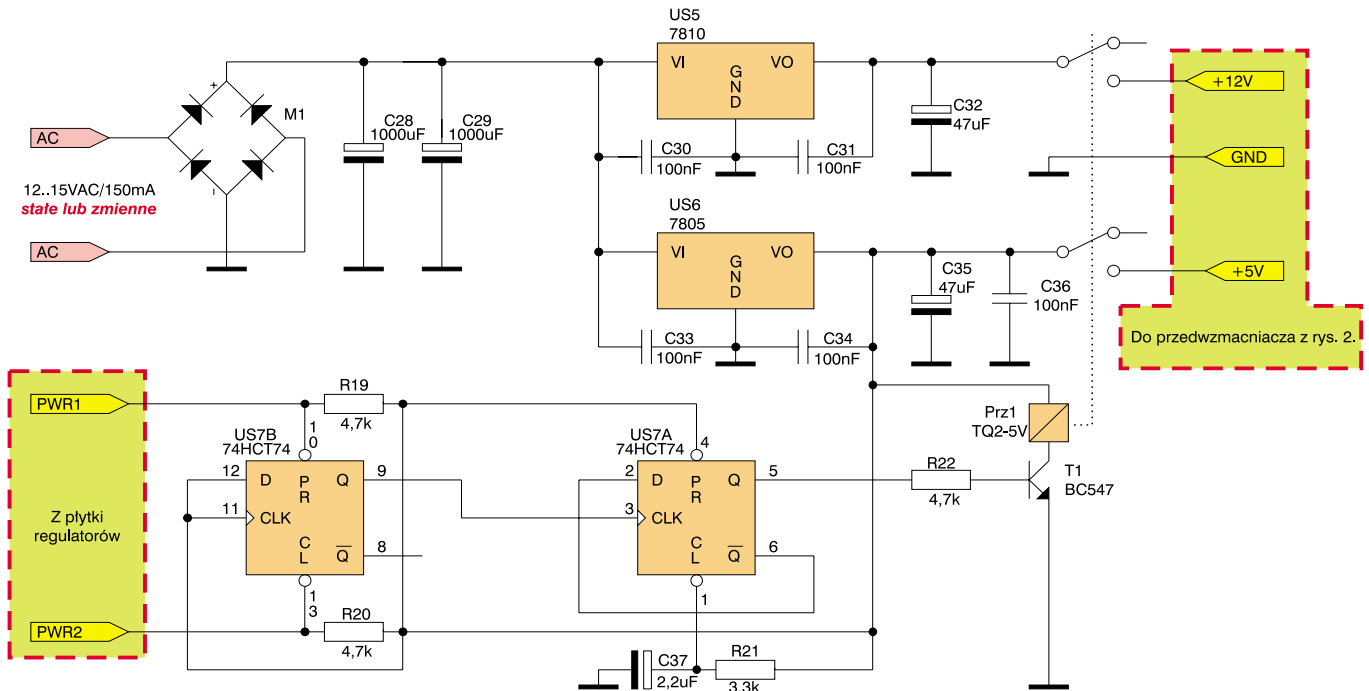 US5
7810
VI
GND
VO
+
-
M1
AC
AC
12..15VAC/150mA
stałe lub zmienne
C28
1000uF
C29
1000uF
C30
100nF
C31
100nF
C32
47uF
+12V
GND
+5V
Do przedwzmacniacza z rys. 2.
US6
7805
VI
GND
VO
C33
100nF
C34
100nF
C35
47uF
C36
100nF
PWR1
Z płytki
regulatorów
PWR2
R19
4,7k
US7B
74HCT74
10
12
D
PR
Q
9
11
CLK
CL
Q
8
13
R20
4,7k
US7A
74HCT74
4
2
D
PR
Q
5
3
CLK
CL
Q
6
1
C37
2,2uF
R21
3,3k
R22
4,7k
Prz1
TQ2-5V
T1
BC547